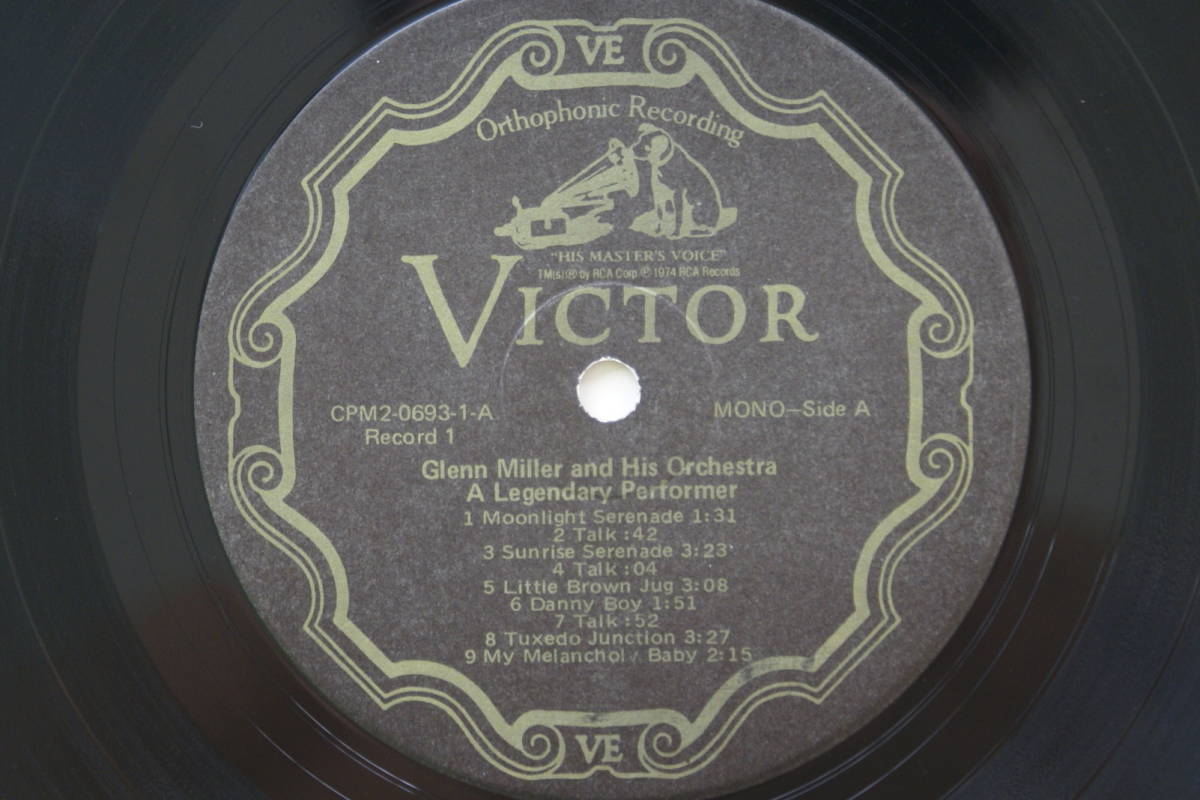 VE
Orthophonic Recording
"HIS MASTER'S VOICE"
TM(s)® by RCA Corp ℗ 1974 RCA Records
VICTOR
CPM2-0693-1-A
MONO—Side A
Record 1
Glenn Miller and His Orchestra
A Legendary Performer
1 Moonlight Serenade 1:31
2 Talk :42
3 Sunrise Serenade 3:23
4 Talk :04
5 Little Brown Jug 3:08
6 Danny Boy 1:51
7 Talk :52
8 Tuxedo Junction 3:27
9 My Melancholy Baby 2:15
VE